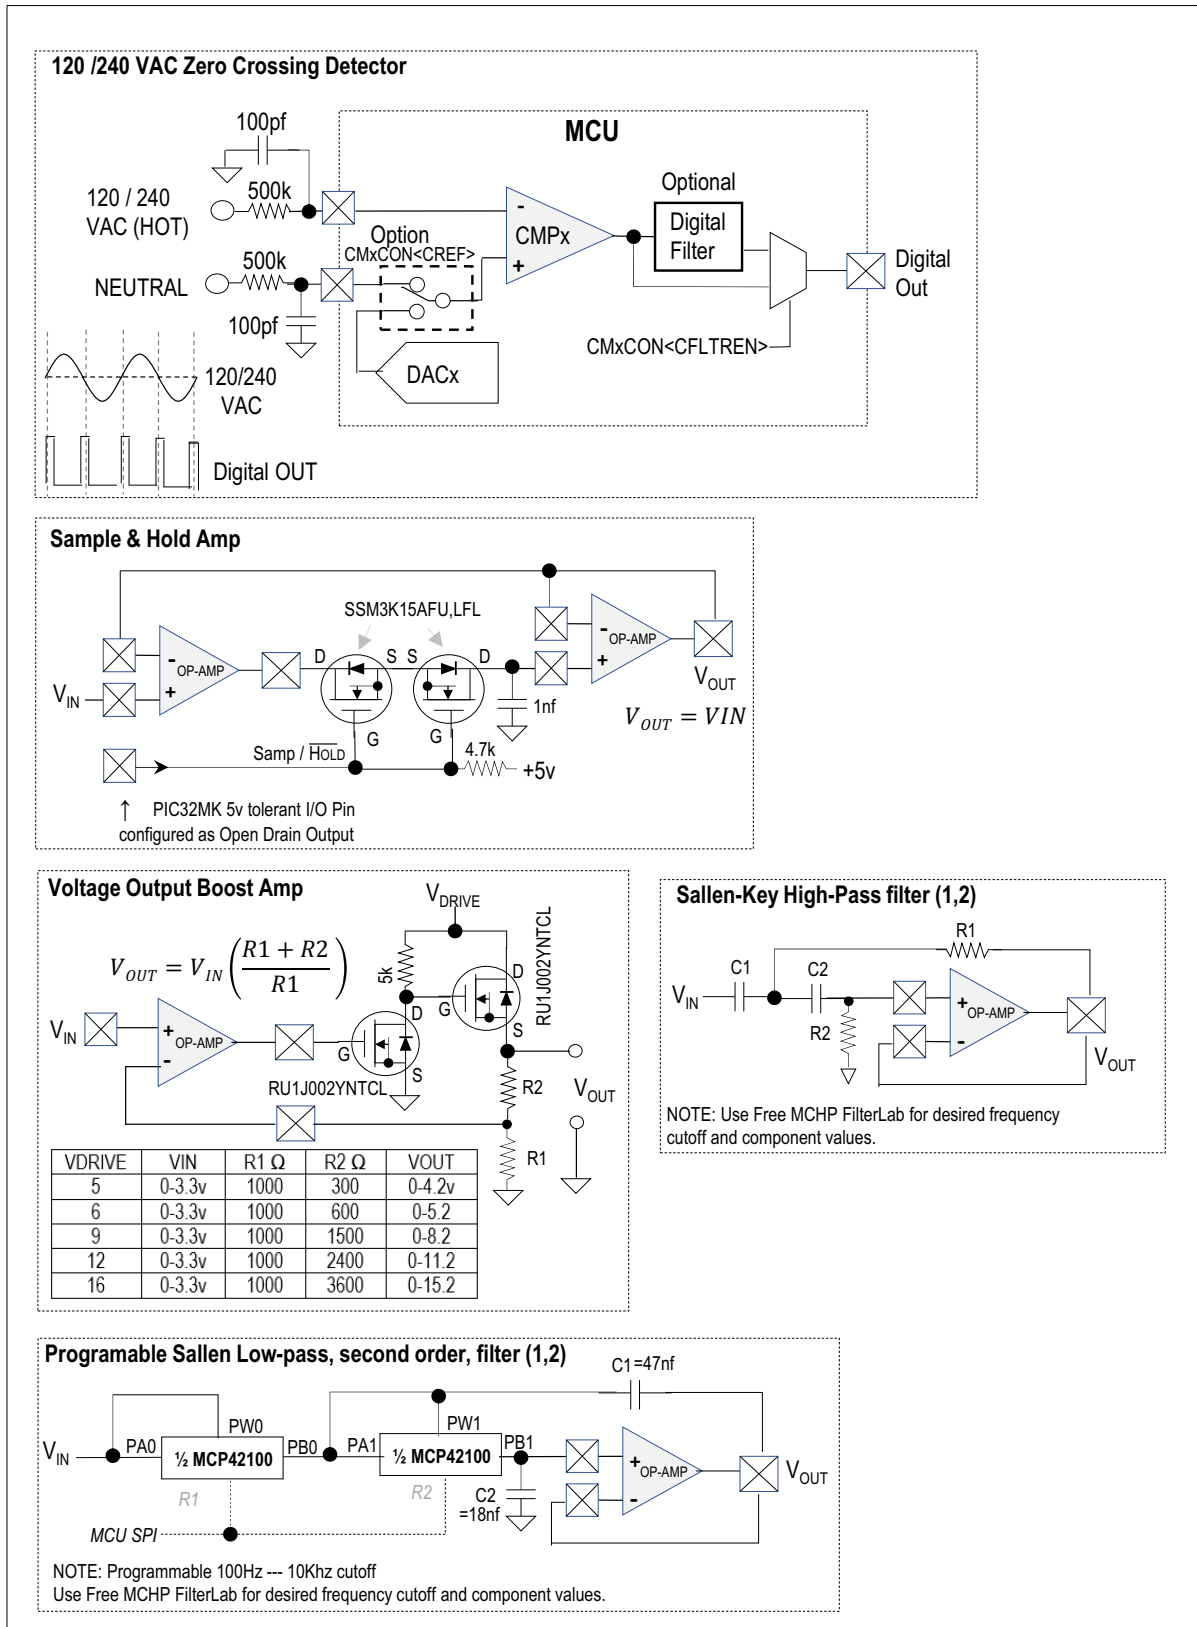 120 /240 VAC Zero Crossing Detector
100pf
MCU
120 / 240
VAC (HOT)
500k
Optional
Digital
Filter
-
CMPx
+
Option
CMxCON<CREF>
500k
NEUTRAL
Digital
Out
100pf
CMxCON<CFLTREN>
DACx
120/240
VAC
Digital OUT
Sample & Hold Amp
SSM3K15AFU,LFL
D
S
S
D
-
OP-AMP
+
-
OP-AMP
+
VIN
1nf
VOUT
VOUT = VIN
G
G
Samp / HOLD
4.7k
+5v
↑ PIC32MK 5v tolerant I/O Pin
configured as Open Drain Output
Voltage Output Boost Amp
VDRIVE
VOUT = VIN (R1 + R2 / R1)
5k
D
G
S
RU1J002YNTCL
VIN
+
OP-AMP
-
D
G
S
RU1J002YNTCL
R2
VOUT
R1
VDRIVE VIN R1 Ω R2 Ω VOUT
5 0-3.3v 1000 300 0-4.2v
6 0-3.3v 1000 600 0-5.2
9 0-3.3v 1000 1500 0-8.2
12 0-3.3v 1000 2400 0-11.2
16 0-3.3v 1000 3600 0-15.2
Sallen-Key High-Pass filter (1,2)
R1
C1
C2
VIN
R2
+
OP-AMP
-
VOUT
NOTE: Use Free MCHP FilterLab for desired frequency
cutoff and component values.
Programable Sallen Low-pass, second order, filter (1,2)
C1=47nf
PW0
PW1
VIN
PA0
½ MCP42100
PB0
PA1
½ MCP42100
PB1
+
OP-AMP
-
VOUT
R1
R2
C2
=18nf
MCU SPI
NOTE: Programmable 100Hz --- 10Khz cutoff
Use Free MCHP FilterLab for desired frequency cutoff and component values.